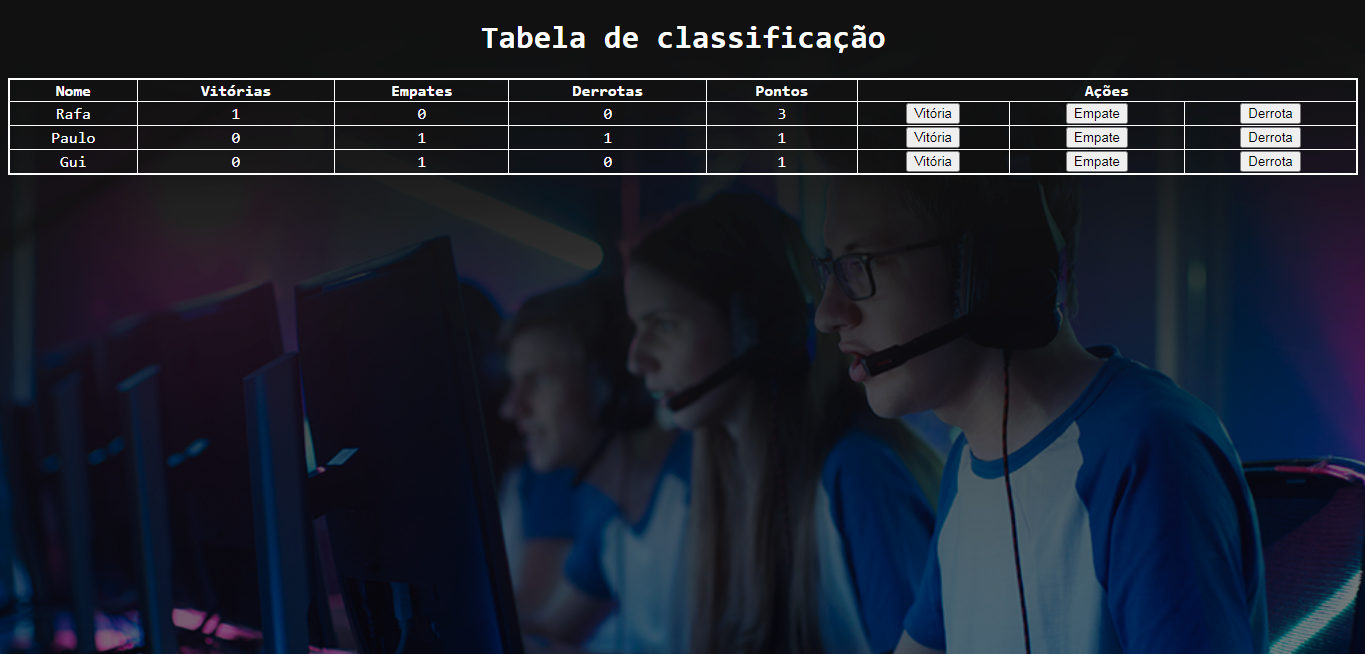 Tabela de classificação
Nome Vitórias Empates Derrotas Pontos Ações
Rafa 1 0 0 3 Vitória Empate Derrota
Paulo 0 1 1 1 Vitória Empate Derrota
Gui 0 1 0 1 Vitória Empate Derrota